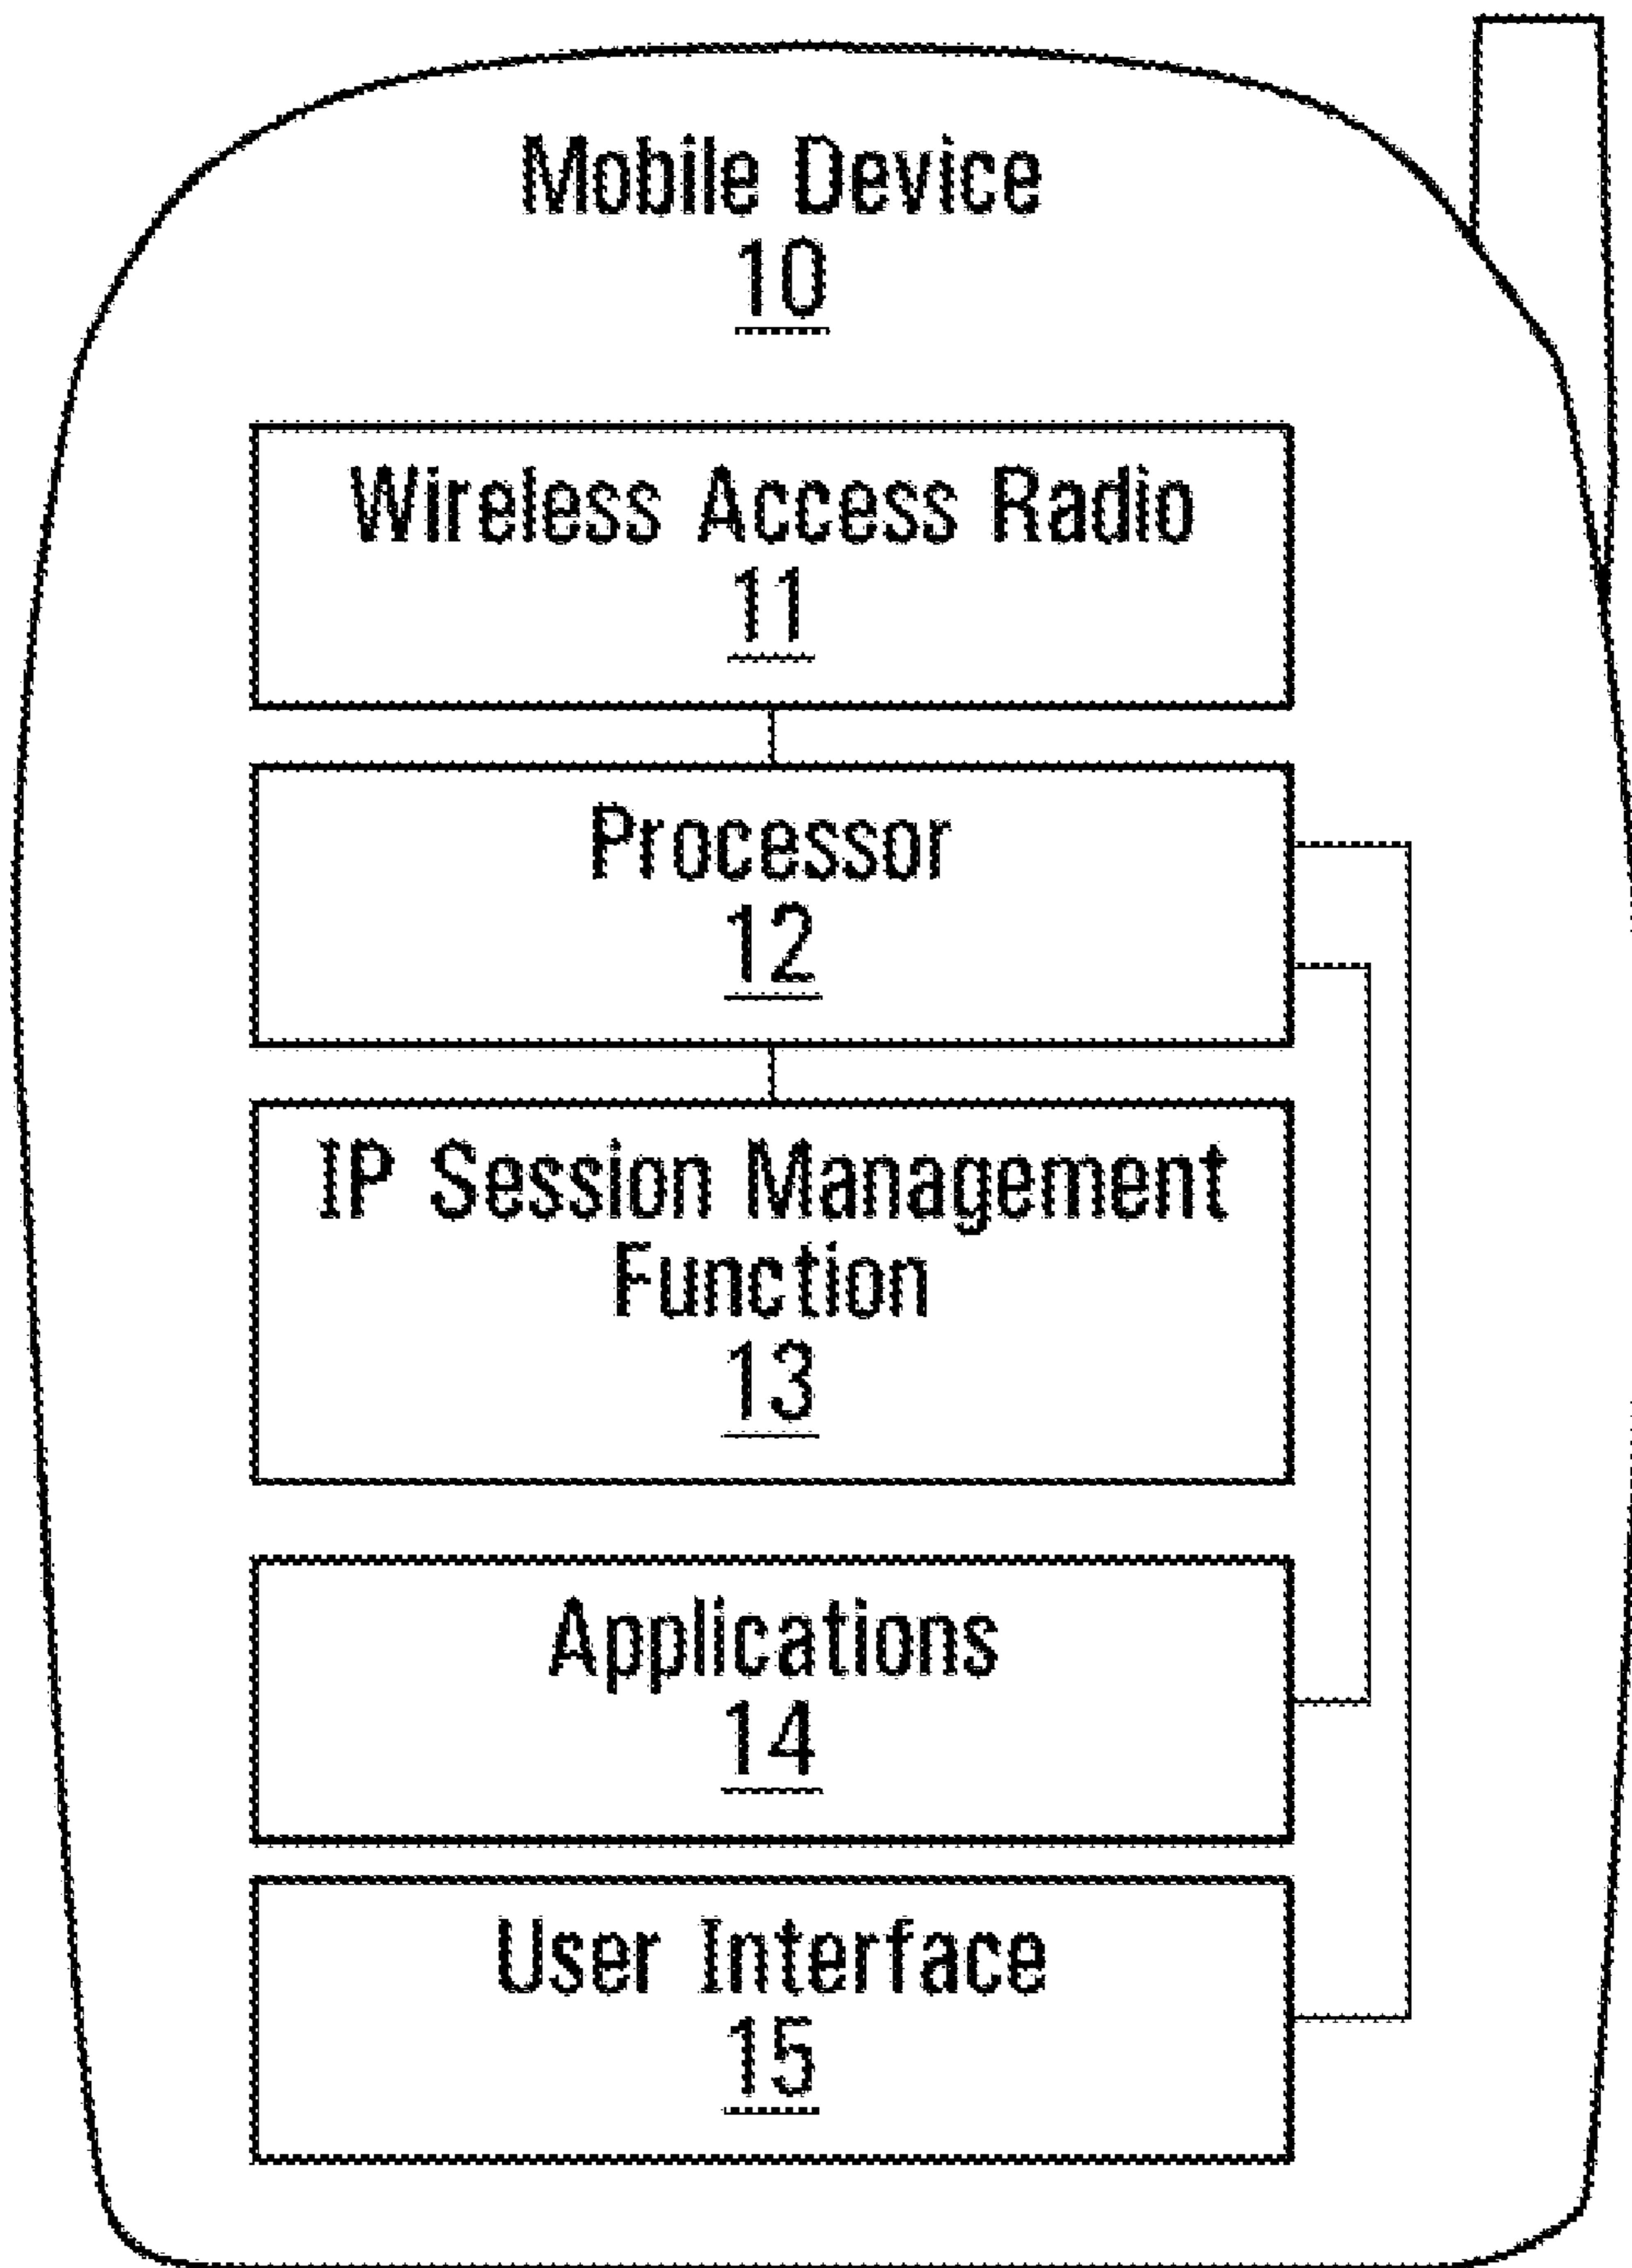 Mobile Device
10
Wireless Access Radio
11
Processor
12
IP Session Management
Function
13
Applications
14
User Interface
15